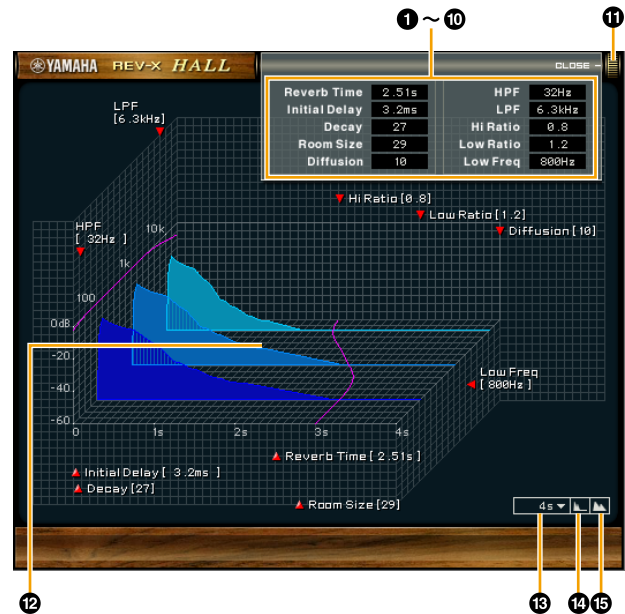 ❶～❿
⓫
YAMAHA REV-X HALL
CLOSE –
Reverb Time 2.51s HPF 32Hz
Initial Delay 3.2ms LPF 6.3kHz
Decay 27 Hi Ratio 0.8
Room Size 29 Low Ratio 1.2
Diffusion 10 Low Freq 800Hz
LPF
[6.3kHz]
Hi Ratio [0.8]
Low Ratio [1.2]
Diffusion [10]
HPF
[ 32Hz ]
10k
1k
100
0dB
-20
-40
-60
0 1s 2s 3s 4s
Low Freq
[ 800Hz ]
Reverb Time [ 2.51s ]
Initial Delay [ 3.2ms ]
Decay [27]
Room Size [29]
4s
⓬
⓭ ⓮ ⓯